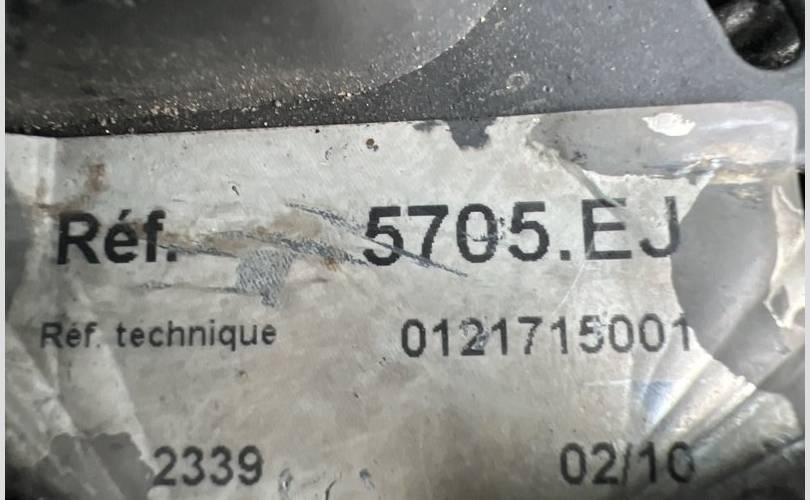 Réf. 5705.EJ
Réf. technique 0121715001
2339 02/10